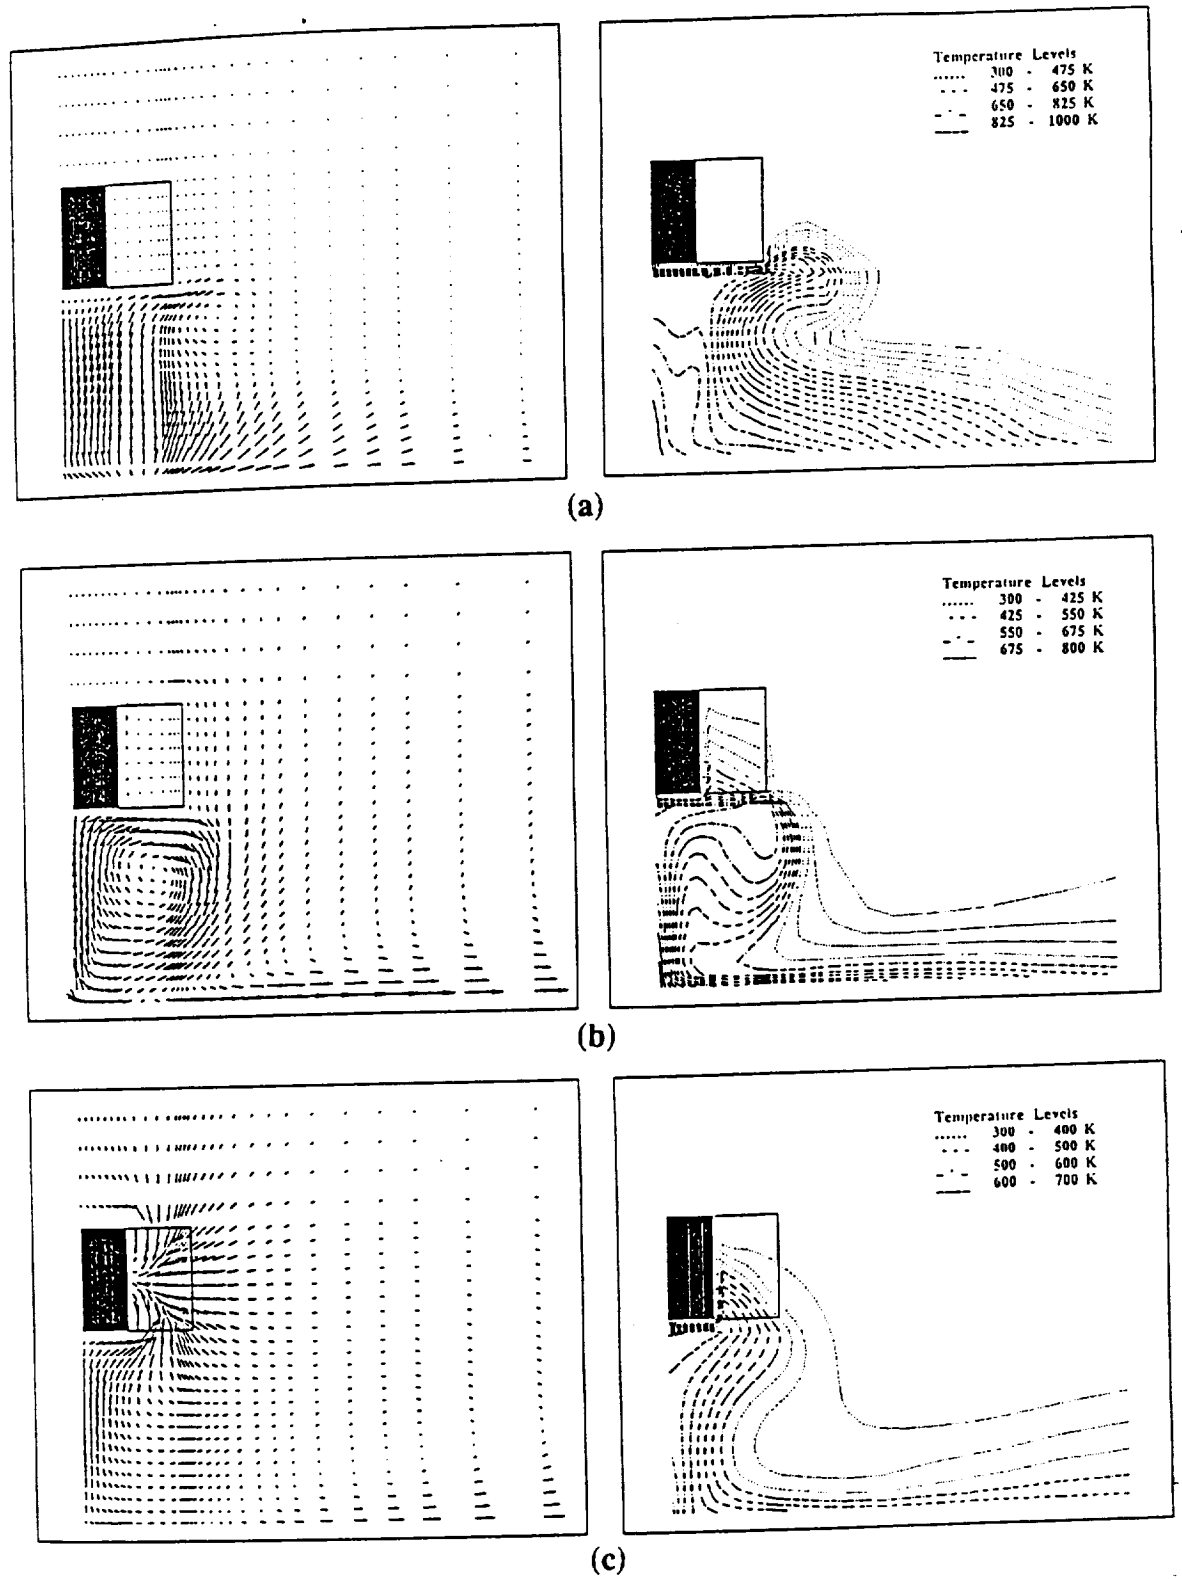 Temperature Levels
300 - 475 K
475 - 650 K
650 - 825 K
825 - 1000 K
(a)
Temperature Levels
300 - 425 K
425 - 550 K
550 - 675 K
675 - 800 K
(b)
Temperature Levels
300 - 400 K
400 - 500 K
500 - 600 K
600 - 700 K
(c)